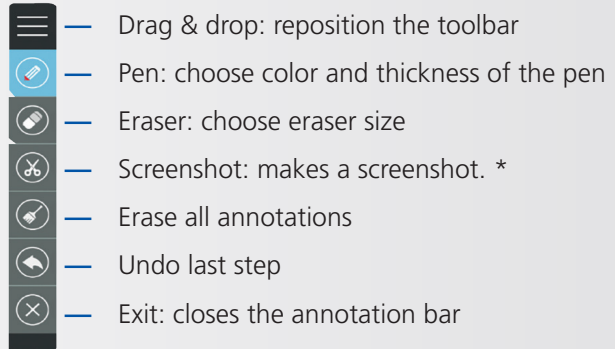 Drag & drop: reposition the toolbar
Pen: choose color and thickness of the pen
Eraser: choose eraser size
Screenshot: makes a screenshot. *
Erase all annotations
Undo last step
Exit: closes the annotation bar